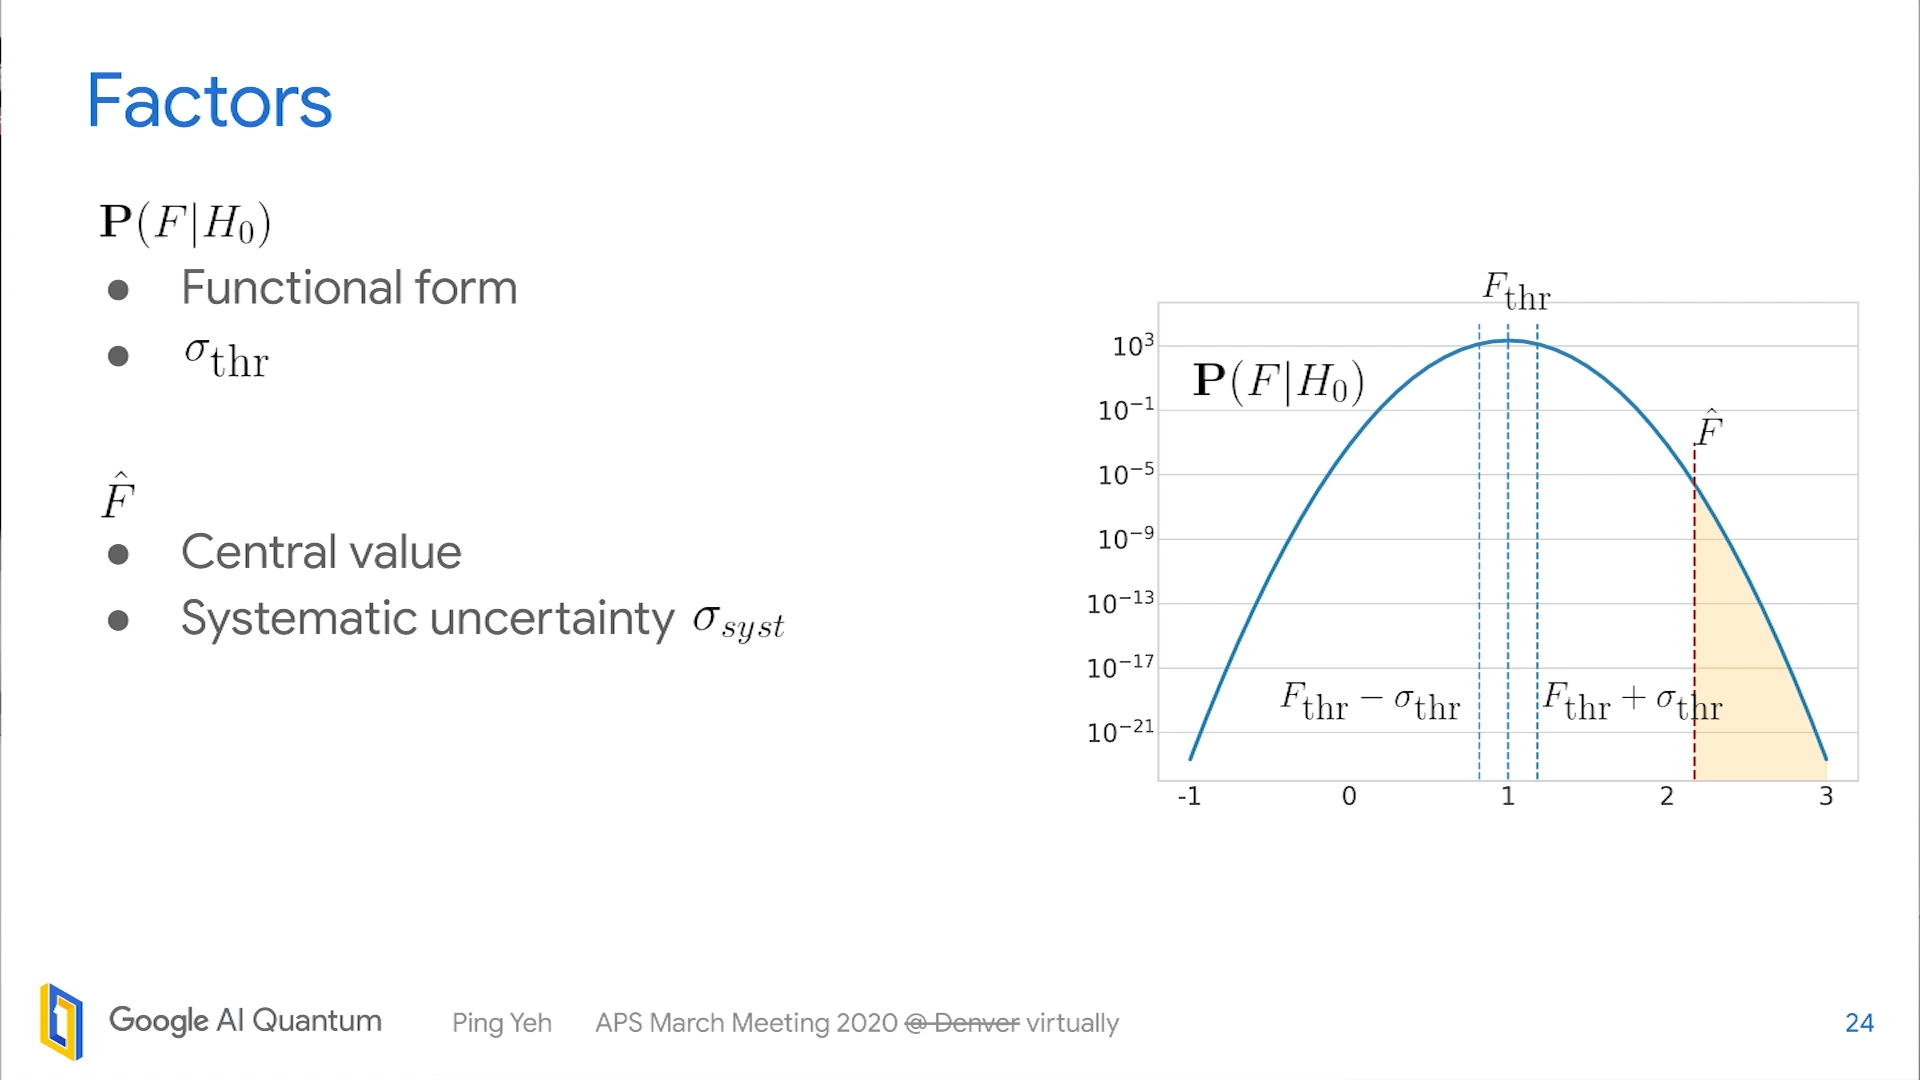 Factors
P(F|H₀)
● Functional form
● σ_thr
F̂
● Central value
● Systematic uncertainty σ_syst
F_thr
10³
10⁻¹
10⁻⁵
10⁻⁹
10⁻¹³
10⁻¹⁷
10⁻²¹
P(F|H₀)
F̂
F_thr − σ_thr
F_thr + σ_thr
-1 0 1 2 3
Google AI Quantum
Ping Yeh
APS March Meeting 2020 @ Denver virtually
24